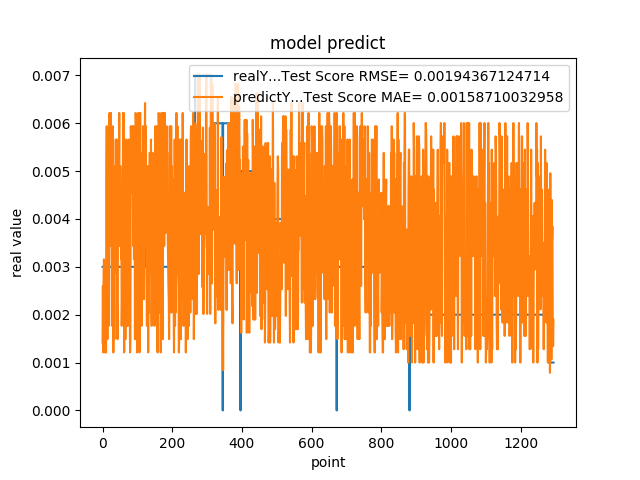 model predict
realY...Test Score RMSE= 0.00194367124714
predictY...Test Score MAE= 0.00158710032958
0.007
0.006
0.005
0.004
0.003
0.002
0.001
0.000
real value
0 200 400 600 800 1000 1200
point